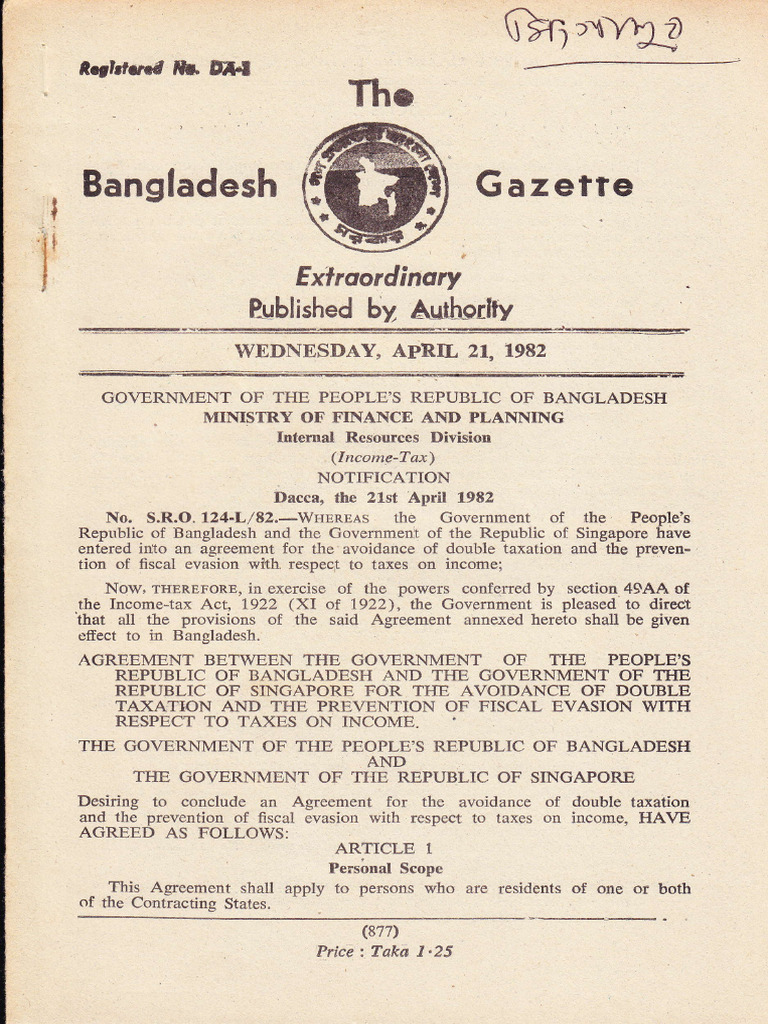 সিঙ্গাপুর
Registered No. DA-1
The
Bangladesh Gazette
গণপ্রজাতন্ত্রী বাংলাদেশ
সরকার
Extraordinary
Published by Authority
WEDNESDAY, APRIL 21, 1982
GOVERNMENT OF THE PEOPLE'S REPUBLIC OF BANGLADESH
MINISTRY OF FINANCE AND PLANNING
Internal Resources Division
(Income-Tax)
NOTIFICATION
Dacca, the 21st April 1982
No. S.R.O. 124-L/82.—WHEREAS the Government of the People's
Republic of Bangladesh and the Government of the Republic of Singapore have
entered into an agreement for the avoidance of double taxation and the preven-
tion of fiscal evasion with respect to taxes on income;
NOW, THEREFORE, in exercise of the powers conferred by section 49AA of
the Income-tax Act, 1922 (XI of 1922), the Government is pleased to direct
that all the provisions of the said Agreement annexed hereto shall be given
effect to in Bangladesh.
AGREEMENT BETWEEN THE GOVERNMENT OF THE PEOPLE'S
REPUBLIC OF BANGLADESH AND THE GOVERNMENT OF THE
REPUBLIC OF SINGAPORE FOR THE AVOIDANCE OF DOUBLE
TAXATION AND THE PREVENTION OF FISCAL EVASION WITH
RESPECT TO TAXES ON INCOME.
THE GOVERNMENT OF THE PEOPLE'S REPUBLIC OF BANGLADESH
AND
THE GOVERNMENT OF THE REPUBLIC OF SINGAPORE
Desiring to conclude an Agreement for the avoidance of double taxation
and the prevention of fiscal evasion with respect to taxes on income, HAVE
AGREED AS FOLLOWS:
ARTICLE 1
Personal Scope
This Agreement shall apply to persons who are residents of one or both
of the Contracting States.
(877)
Price : Taka 1·25